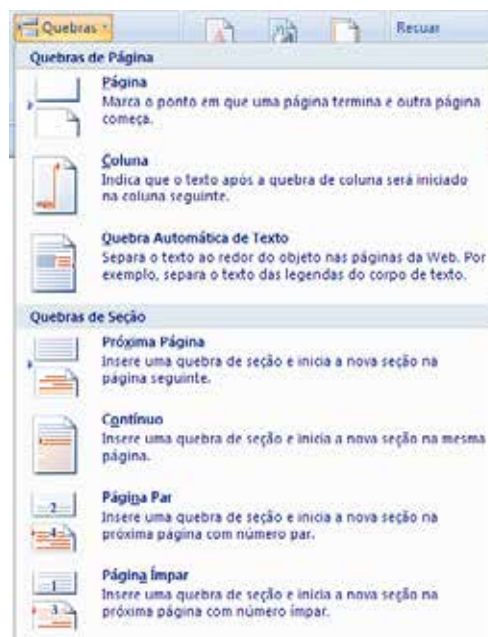 Quebras
Recuar
Quebras de Página
Página
Marca o ponto em que uma página termina e outra página
começa.
Coluna
Indica que o texto após a quebra de coluna será iniciado
na coluna seguinte.
Quebra Automática de Texto
Separa o texto ao redor do objeto nas páginas da Web. Por
exemplo, separa o texto das legendas do corpo de texto.
Quebras de Seção
Próxima Página
Insere uma quebra de seção e inicia a nova seção na
página seguinte.
Contínuo
Insere uma quebra de seção e inicia a nova seção na mesma
página.
2
4
Página Par
Insere uma quebra de seção e inicia a nova seção na
próxima página com número par.
1
3
Página Ímpar
Insere uma quebra de seção e inicia a nova seção na
próxima página com número ímpar.